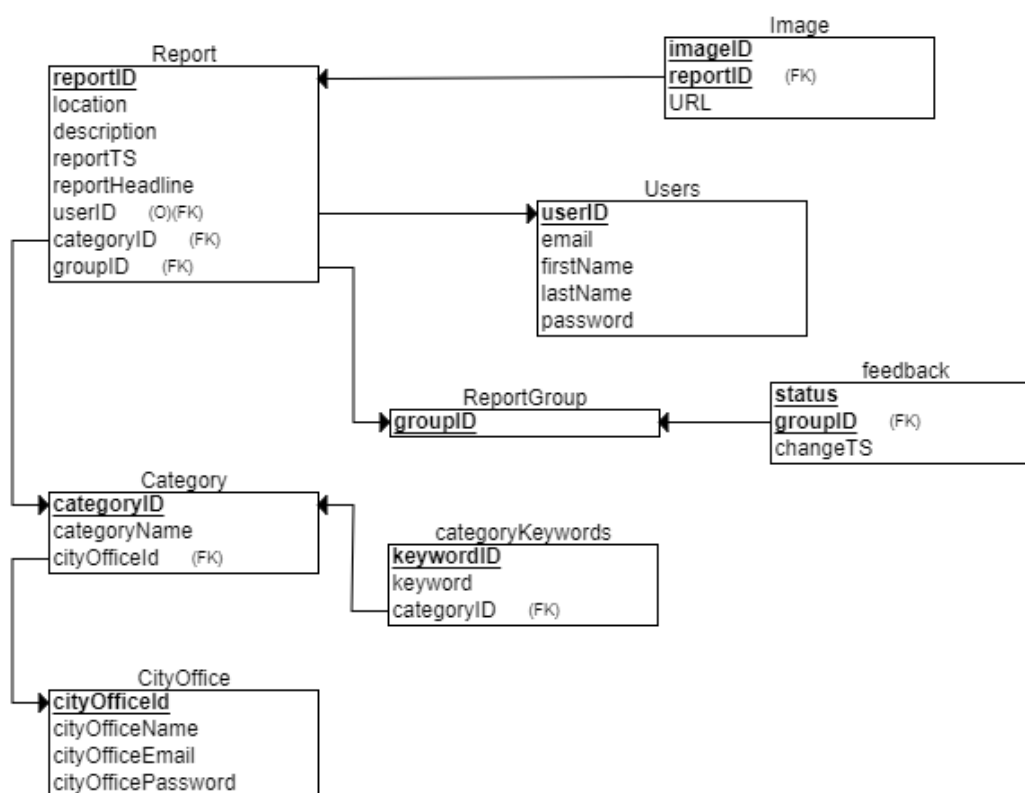 Report
reportID
location
description
reportTS
reportHeadline
userID (O)(FK)
categoryID (FK)
groupID (FK)
Image
imageID
reportID (FK)
URL
Users
userID
email
firstName
lastName
password
feedback
status
groupID (FK)
changeTS
ReportGroup
groupID
Category
categoryID
categoryName
cityOfficeId (FK)
categoryKeywords
keywordID
keyword
categoryID (FK)
CityOffice
cityOfficeId
cityOfficeName
cityOfficeEmail
cityOfficePassword